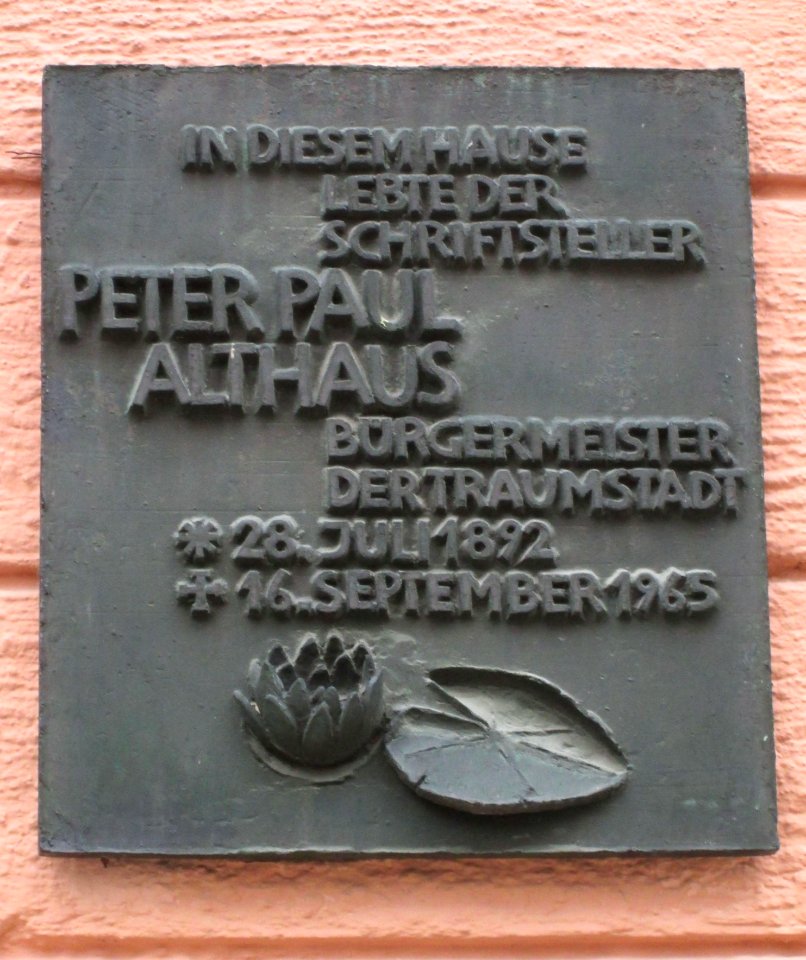 IN DIESEM HAUSE
LEBTE DER
SCHRIFTSTELLER
PETER PAUL
ALTHAUS
BÜRGERMEISTER
DER TRAUMSTADT
* 28. JULI 1892
✝ 16. SEPTEMBER 1965